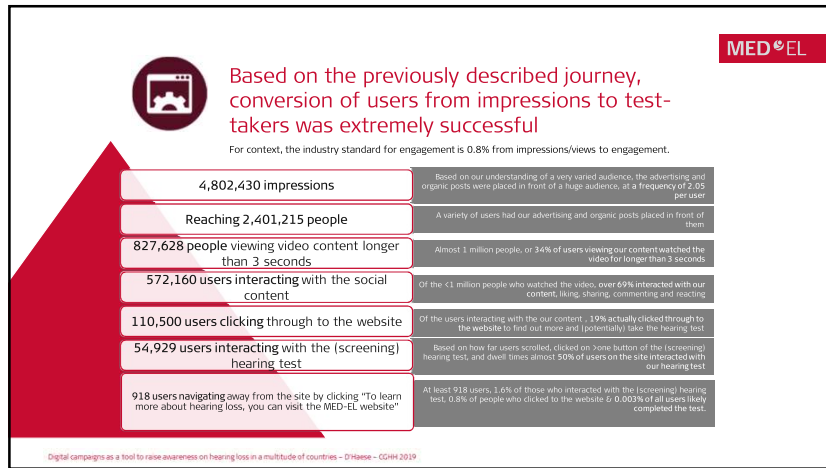 MED EL
Based on the previously described journey,
conversion of users from impressions to test-
takers was extremely successful
For context, the industry standard for engagement is 0.8% from impressions/views to engagement.
4,802,430 impressions
Based on our understanding of a very varied audience, the advertising and
organic posts were placed in front of a huge audience, at a frequency of 2.05
per user
Reaching 2,401,215 people
A variety of users had our advertising and organic posts placed in front of
them
827,628 people viewing video content longer
than 3 seconds
Almost 1 million people, or 34% of users viewing our content watched the
video for longer than 3 seconds
572,160 users interacting with the social
content
Of the <1 million people who watched the video, over 69% interacted with our
content, liking, sharing, commenting and reacting
110,500 users clicking through to the website
Of the users interacting with the our content , 19% actually clicked through to
the website to find out more and (potentially) take the hearing test
54,929 users interacting with the (screening)
hearing test
Based on how far users scrolled, clicked on >one button of the (screening)
hearing test, and dwell times almost 50% of users on the site interacted with
our hearing test
918 users navigating away from the site by clicking "To learn
more about hearing loss, you can visit the MED-EL website"
At least 918 users, 1.6% of those who interacted with the (screening) hearing
test, 0.8% of people who clicked to the website & 0.003% of all users likely
completed the test.
Digital campaigns as a tool to raise awareness on hearing loss in a multitude of countries – D'Haese – CGHH 2019